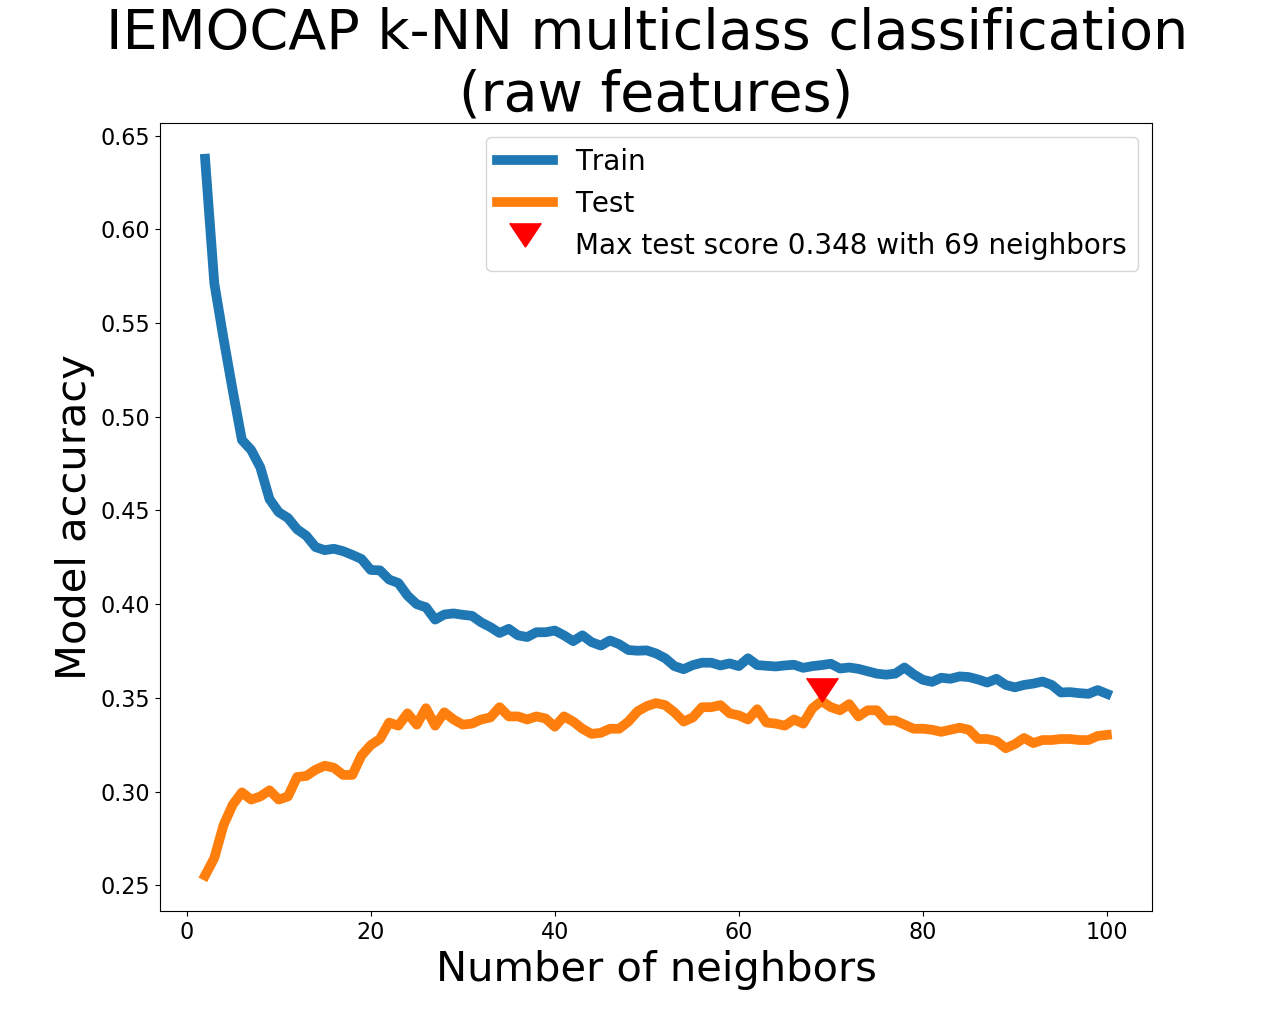 IEMOCAP k-NN multiclass classification
(raw features)
Train
Test
Max test score 0.348 with 69 neighbors
Model accuracy
0.65
0.60
0.55
0.50
0.45
0.40
0.35
0.30
0.25
0 20 40 60 80 100
Number of neighbors